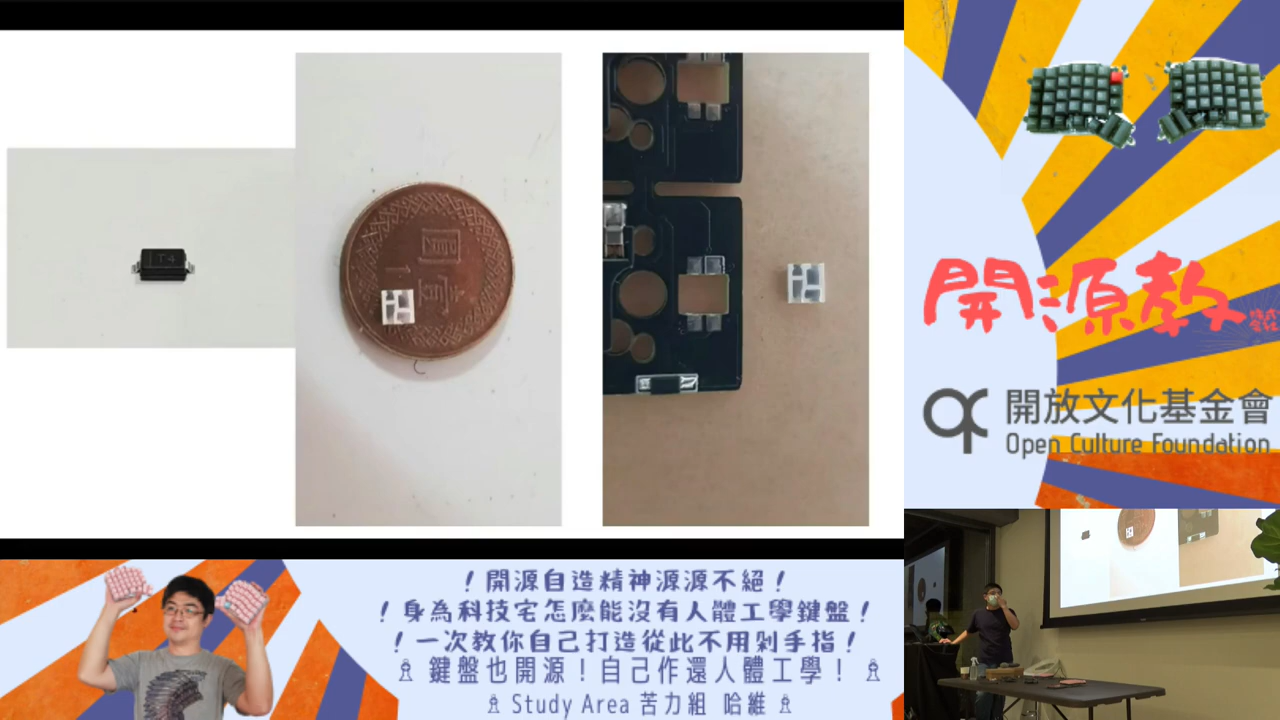 T4
1
壹
圓
開源教
株式
会社
開放文化基金會
Open Culture Foundation
！開源自造精神源源不絕！
！身為科技宅怎麼能沒有人體工學鍵盤！
！一次教你自己打造從此不用剁手指！
鍵盤也開源！自己作還人體工學！
Study Area 苦力組 哈維